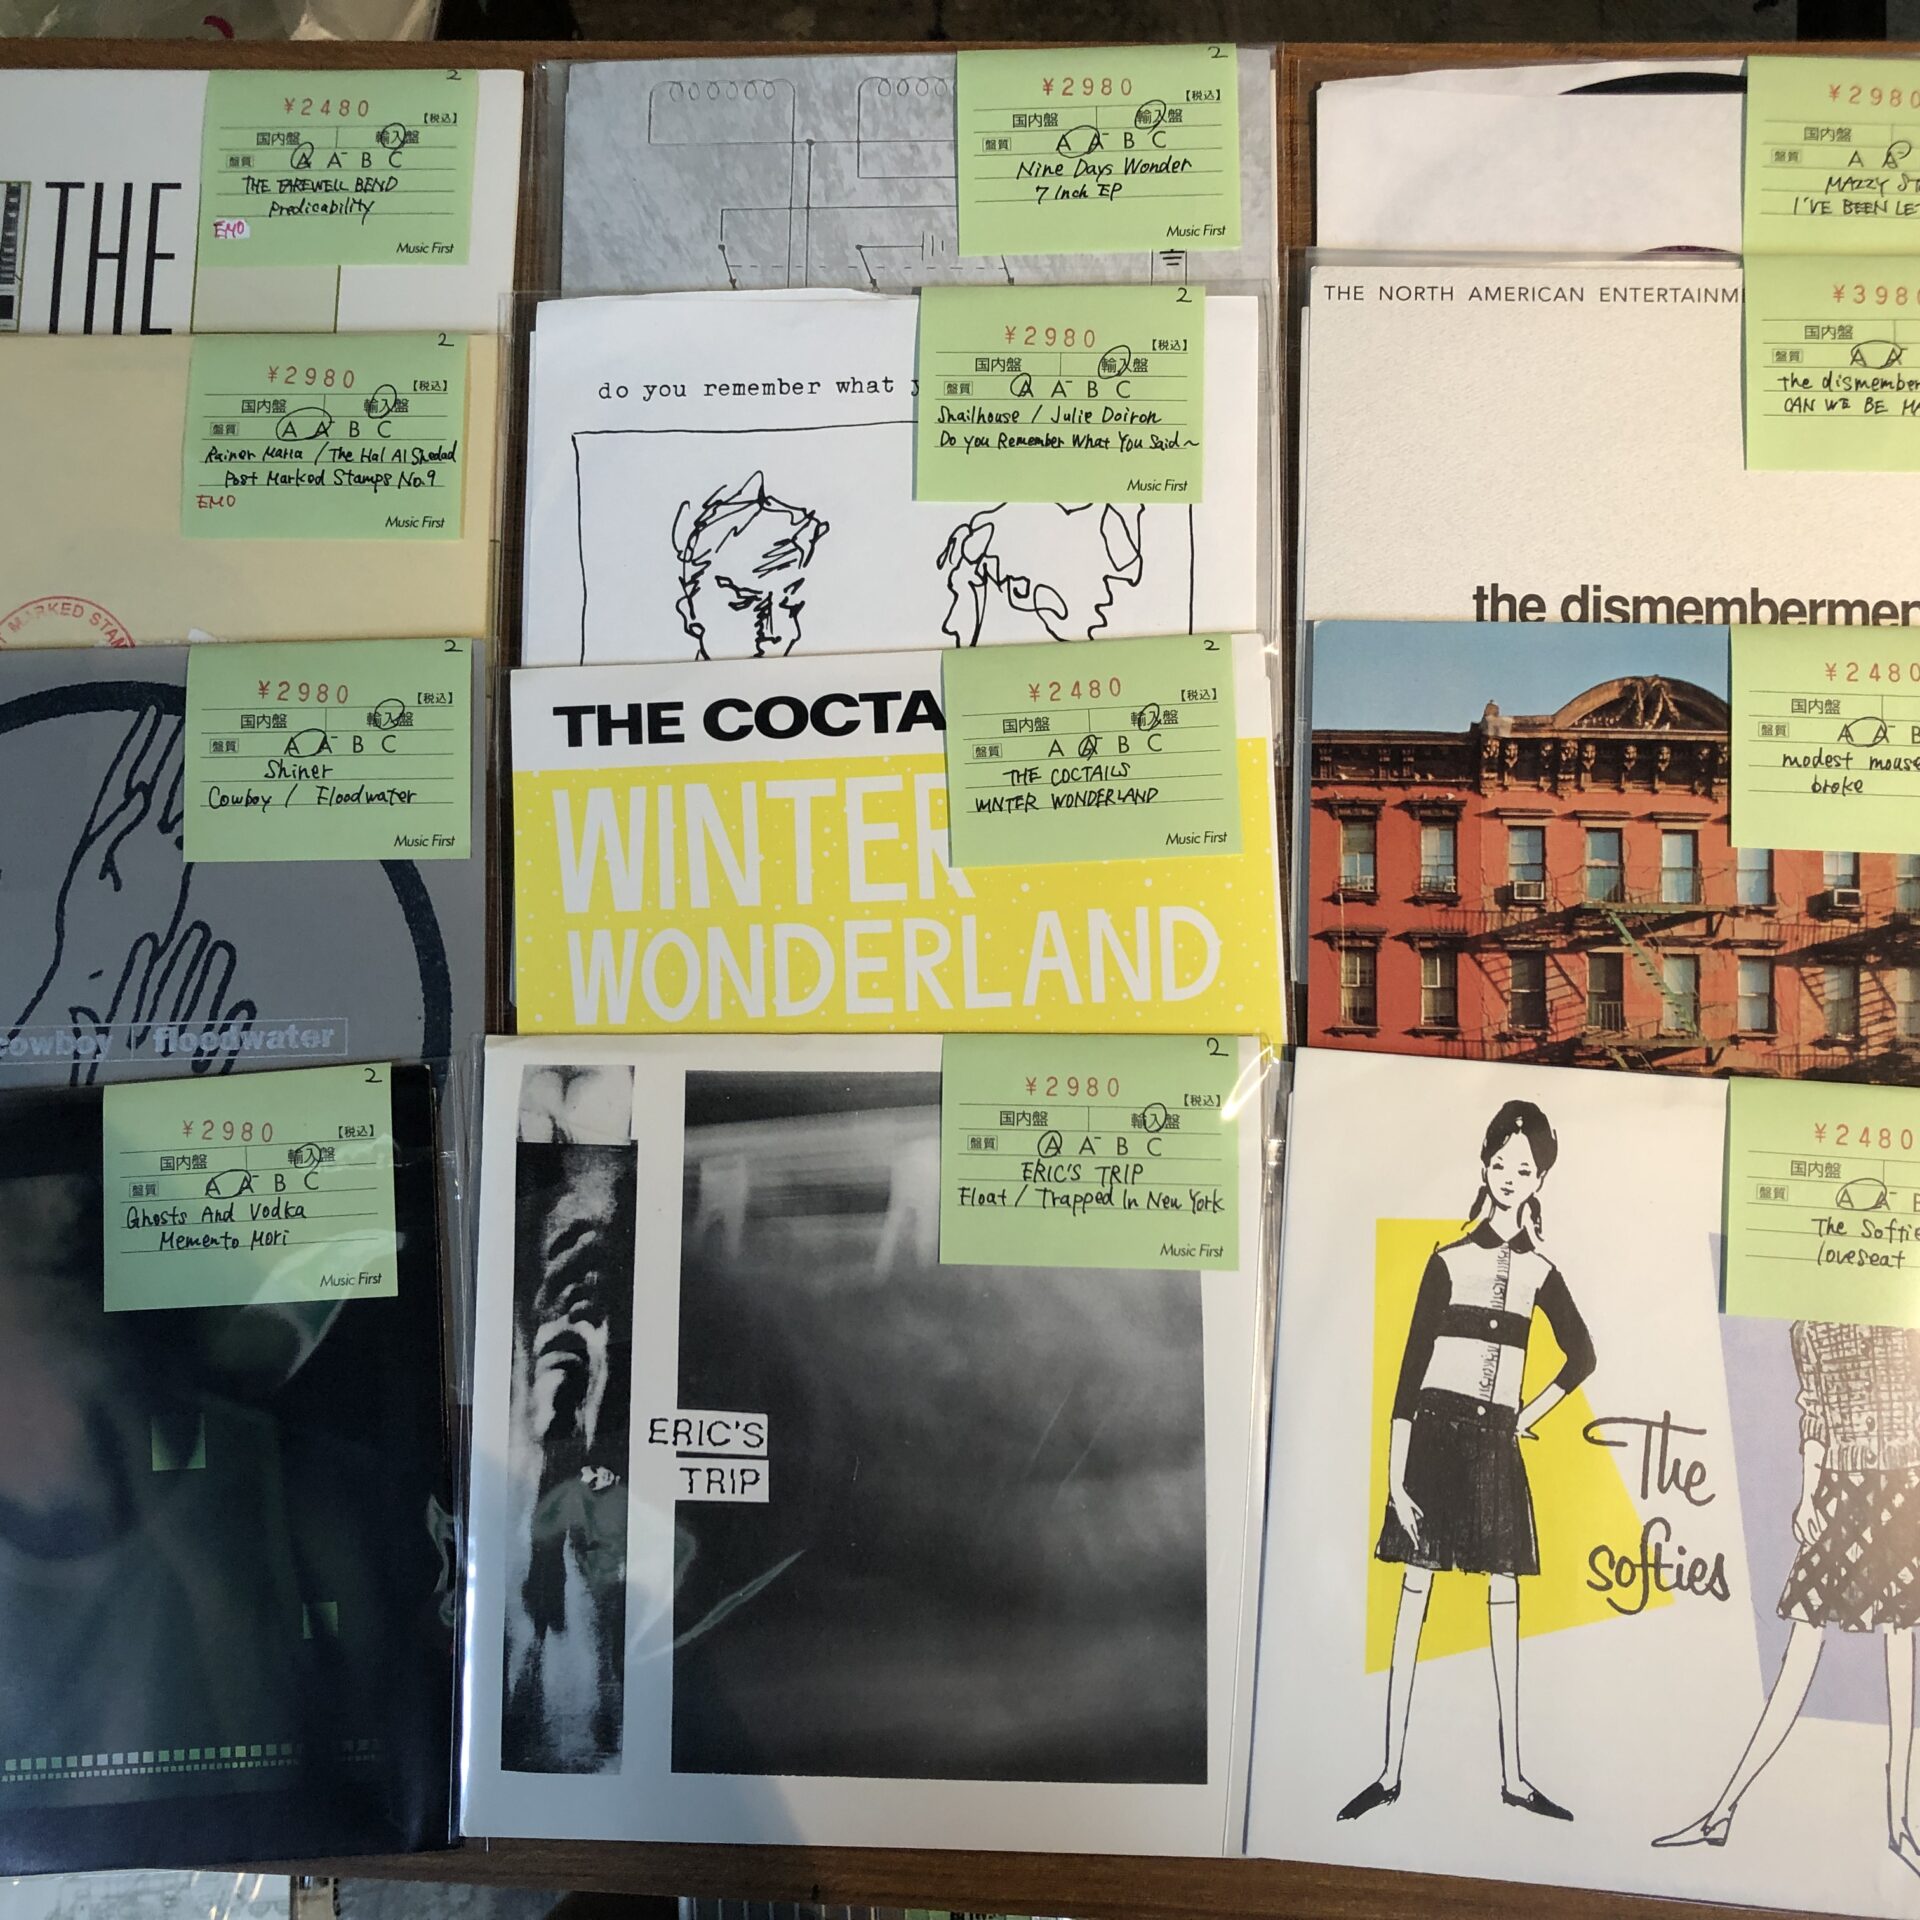 THE
2
¥2480
【税込】
国内盤 輸入盤
盤質 A A⁻ B C
THE FAREWELL BEND
Predicability
EMO
Music First
2
¥2980
【税込】
国内盤 輸入盤
盤質 A A⁻ B C
Rainer Maria / The Hal Al Shedad
Post Marked Stamps No.9
EMO
Music First
MARKED STAM
2
¥2980
【税込】
国内盤 輸入盤
盤質 A A⁻ B C
Shiner
Cowboy / Floodwater
Music First
cowboy floodwater
2
¥2980
【税込】
国内盤 輸入盤
盤質 A A⁻ B C
Ghosts And Vodka
Memento Mori
Music First
2
¥2980
【税込】
国内盤 輸入盤
盤質 A A⁻ B C
Nine Days Wonder
7 Inch EP
Music First
do you remember what y
2
¥2980
【税込】
国内盤 輸入盤
盤質 A A⁻ B C
Snailhouse / Julie Doiron
Do you Remember What You Said~
Music First
THE COCTA
WINTER
WONDERLAND
2
¥2480
【税込】
国内盤 輸入盤
盤質 A A⁻ B C
THE COCTAILS
WINTER WONDERLAND
Music First
2
¥2980
【税込】
国内盤 輸入盤
盤質 A A⁻ B C
ERIC'S TRIP
Float / Trapped In New York
Music First
ERIC'S
TRIP
¥2980
国内盤
盤質 A A⁻
MAZZY ST
I'VE BEEN LE
THE NORTH AMERICAN ENTERTAINM
¥3980
国内盤
盤質 A A⁻
the dismember
CAN WE BE MA
the dismembermen
¥2480
国内盤
盤質 A A⁻ B
modest mouse
broke
¥2480
国内盤
盤質 A A⁻ B
The Softie
loveseat
The
softies